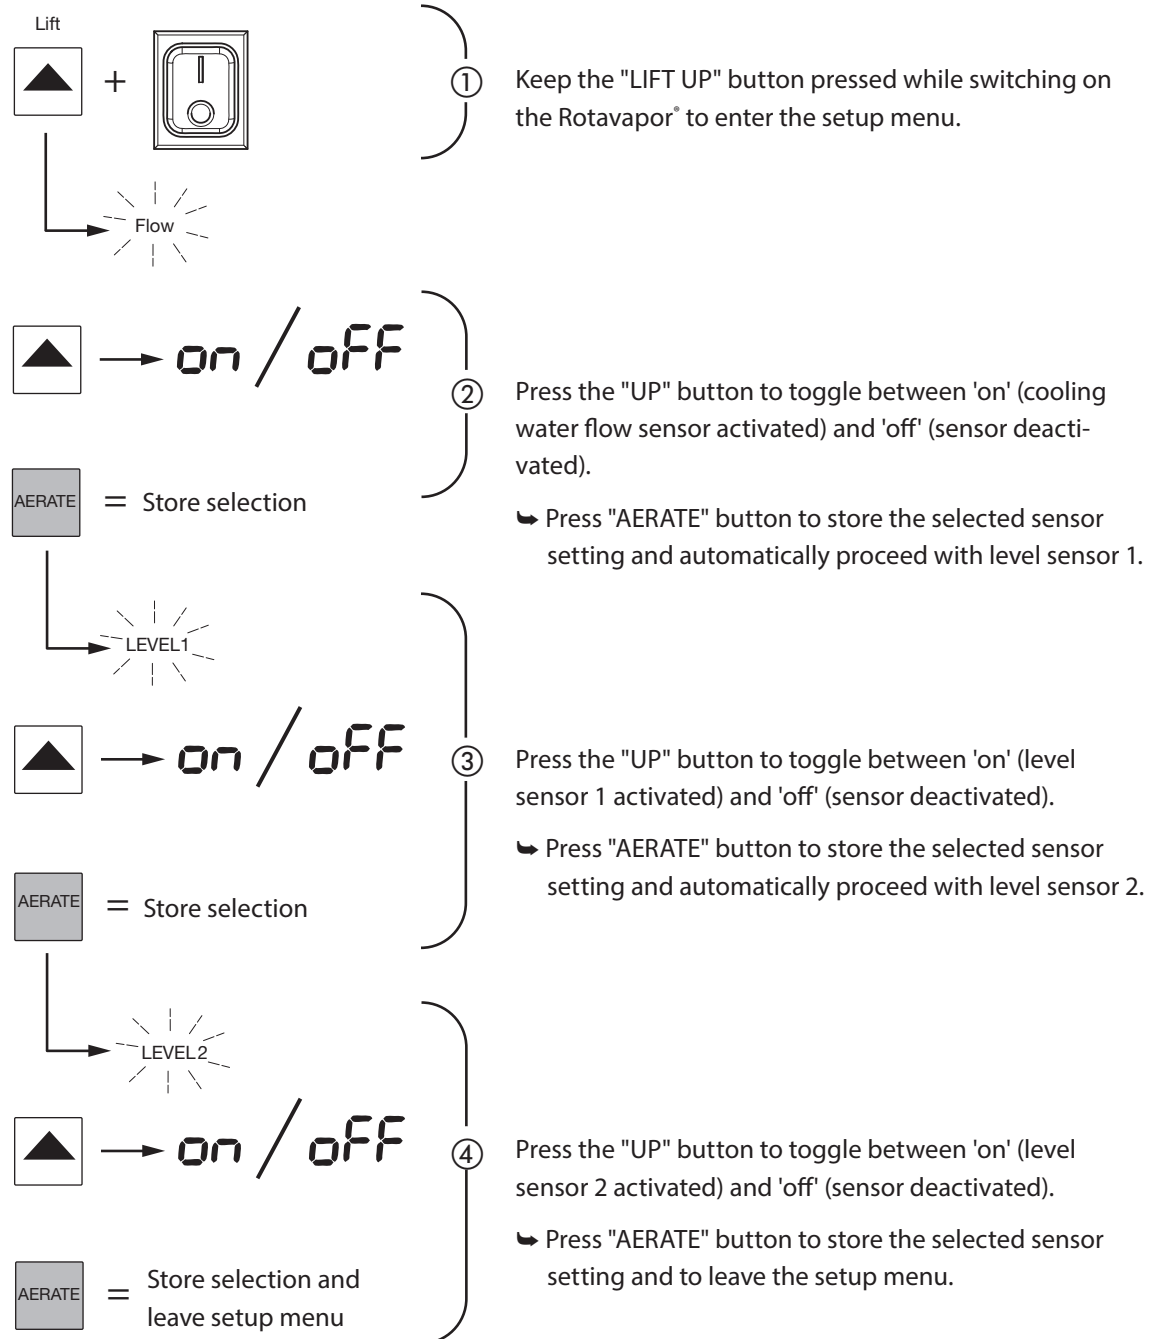 Lift
+
① Keep the "LIFT UP" button pressed while switching on
the Rotavapor® to enter the setup menu.
Flow
on / oFF
② Press the "UP" button to toggle between 'on' (cooling
water flow sensor activated) and 'off' (sensor deacti-
vated).
AERATE = Store selection
➥ Press "AERATE" button to store the selected sensor
setting and automatically proceed with level sensor 1.
LEVEL1
on / oFF
③ Press the "UP" button to toggle between 'on' (level
sensor 1 activated) and 'off' (sensor deactivated).
➥ Press "AERATE" button to store the selected sensor
setting and automatically proceed with level sensor 2.
AERATE = Store selection
LEVEL2
on / oFF
④ Press the "UP" button to toggle between 'on' (level
sensor 2 activated) and 'off' (sensor deactivated).
➥ Press "AERATE" button to store the selected sensor
setting and to leave the setup menu.
AERATE = Store selection and
leave setup menu